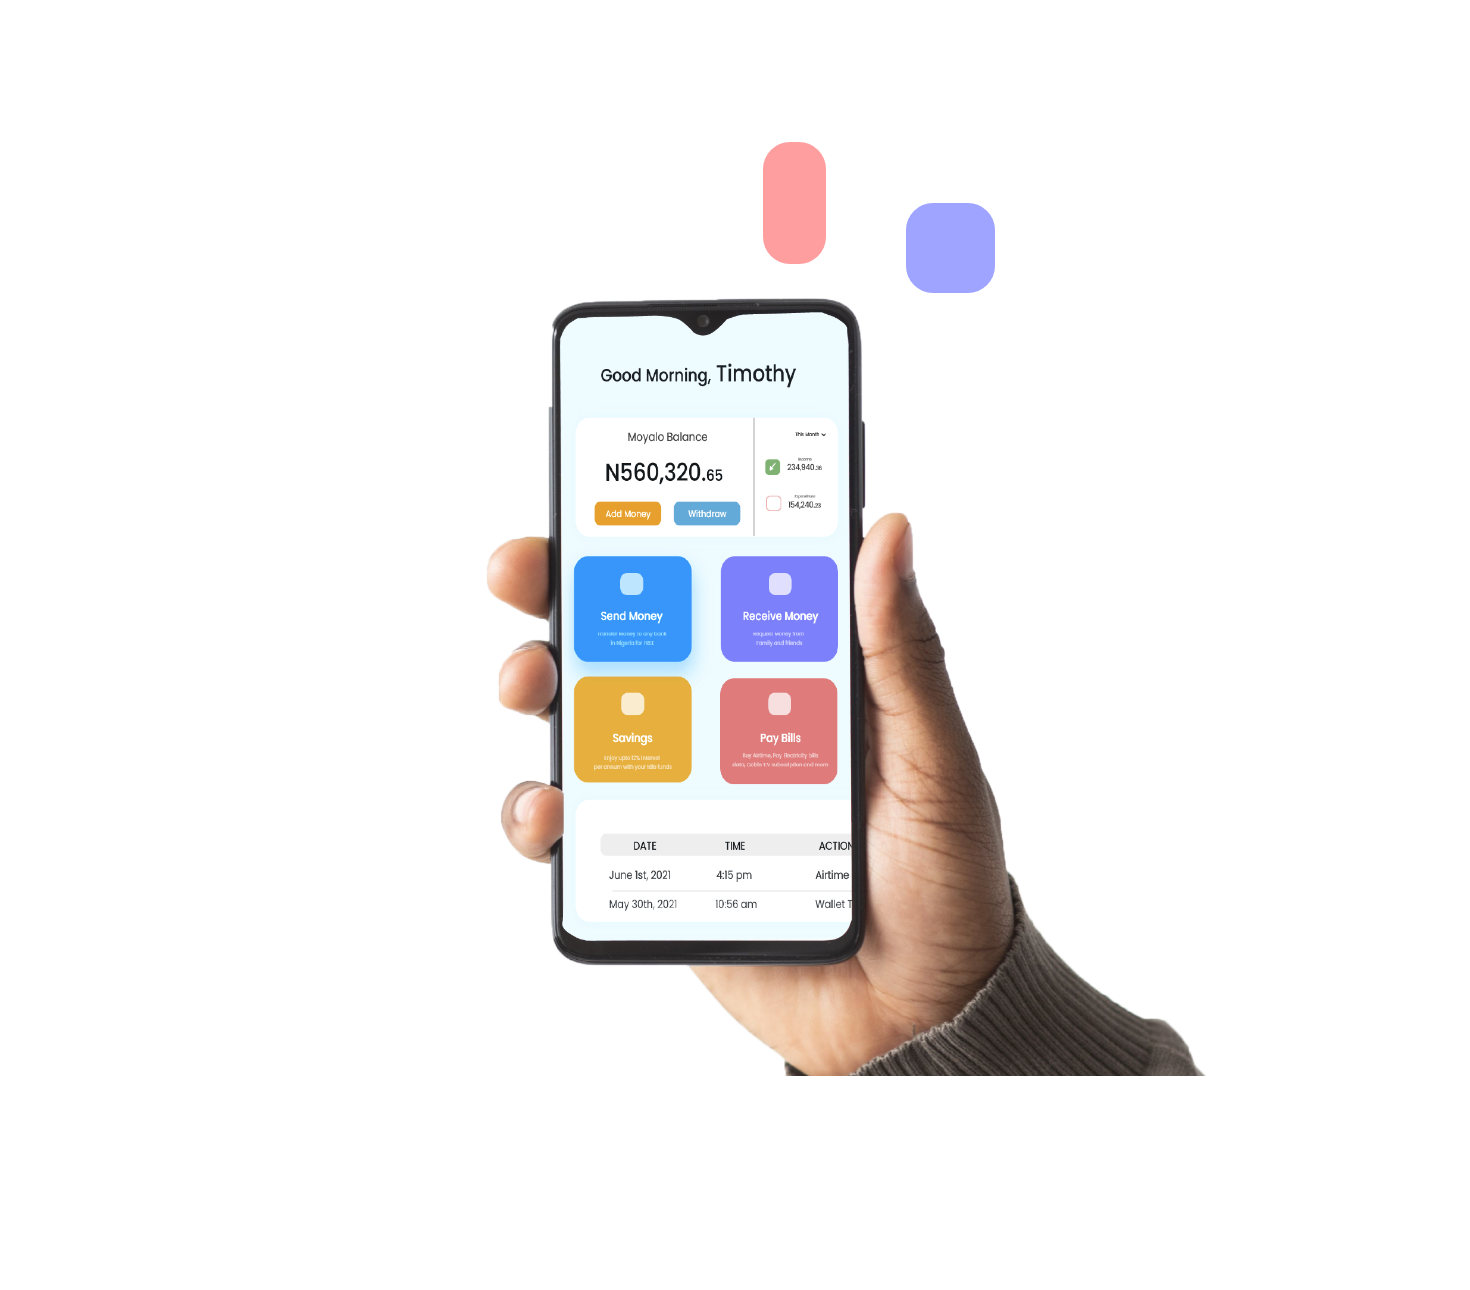 Good Morning, Timothy
Moyalo Balance
N560,320.65
Add Money
Withdraw
This Month
Income
234,940.36
Expenditure
154,240.23
Send Money
Transfer money to any bank
in Nigeria for FREE
Receive Money
Request Money from
Family and friends
Savings
Enjoy upto 10% interest
per annum with your idle funds
Pay Bills
Buy Airtime, Pay Electricity bills
data, Cable TV subscription and more
DATE TIME ACTION
June 1st, 2021 4:15 pm Airtime
May 30th, 2021 10:56 am Wallet T